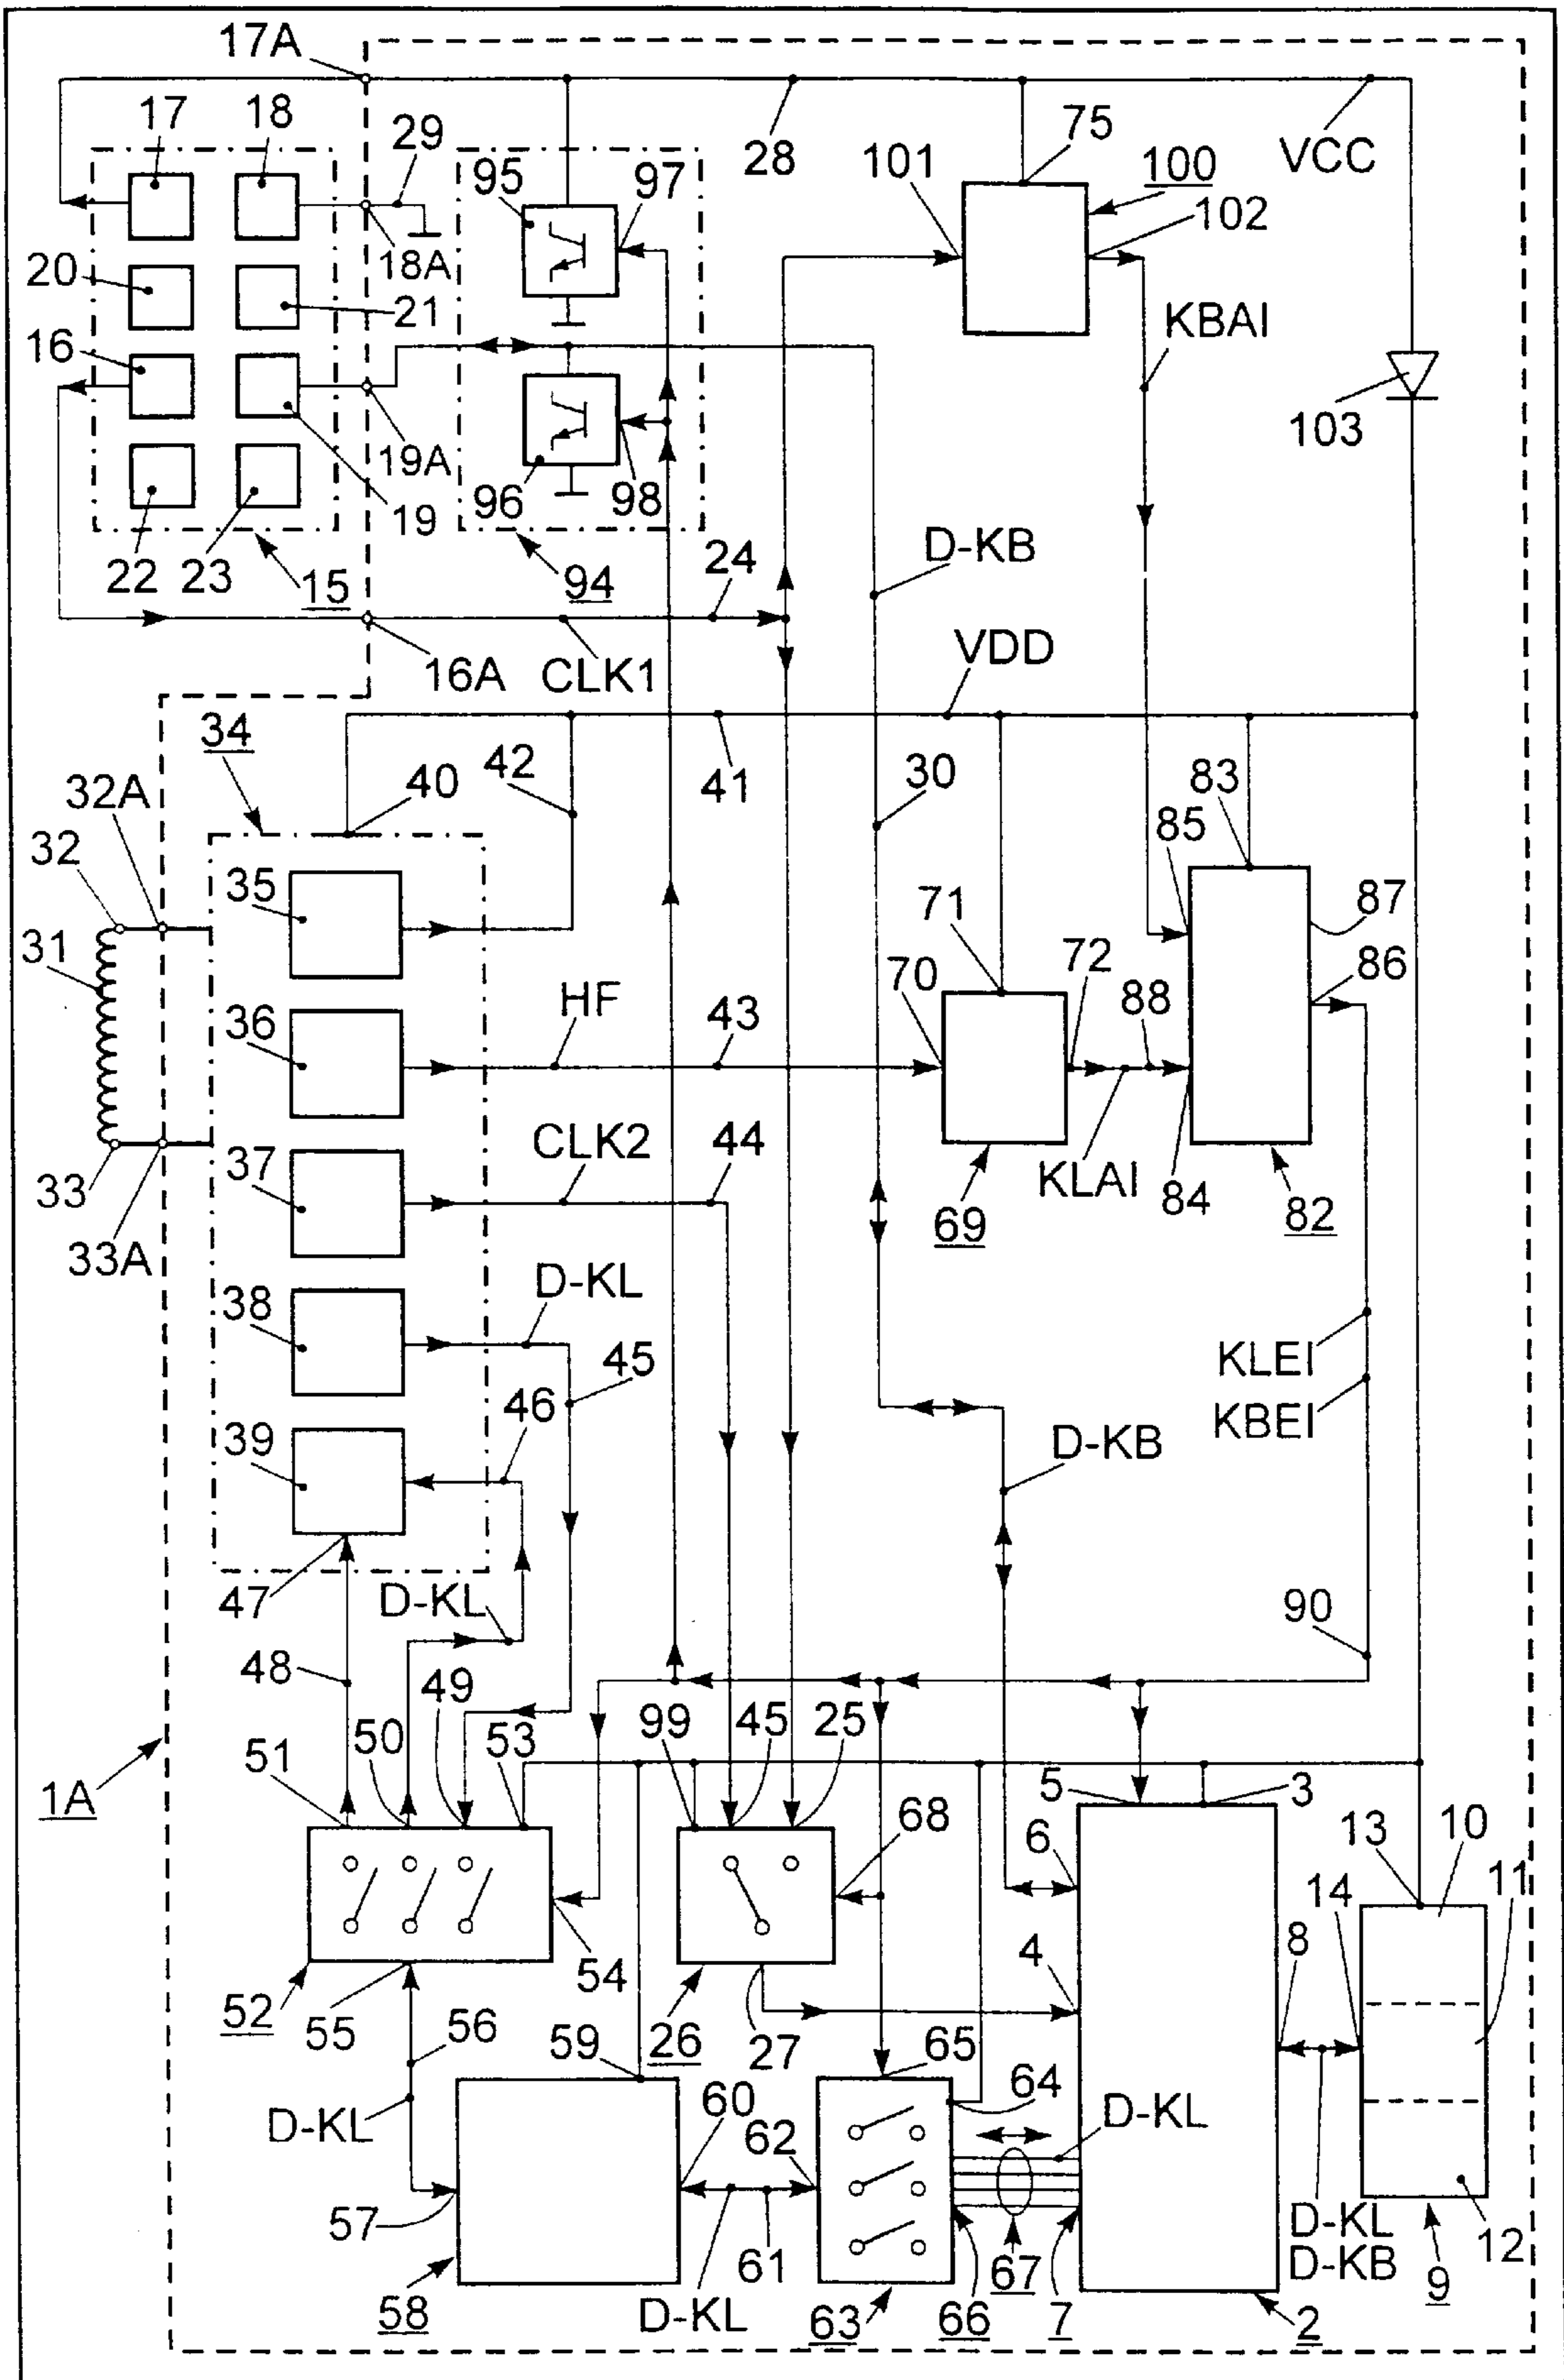 17A
17 18 29
95 97 101 28 75 100 VCC
102
20 18A
21
KBAI
16
103
19A
96 98
19
22 23 15 94 24 D-KB
16A CLK1 VDD
34
42 41 30 83
32A 40 85
32
35 87
31 71
70 72 88 86
36 HF 43
37 CLK2 44
KLAI
33 84
33A 69 82
38 D-KL
45 KLEI
46 KBEI
39 D-KB
47 D-KL 90
48 49
51 50 53 99 45 25
1A 5 3
68 6 13 10
11
14
54 4 8
52 55 56 59 26 27 65
64
60 D-KL
D-KL 62
57 61 67 D-KL 12
D-KB
58 D-KL 63 66 7 2 9